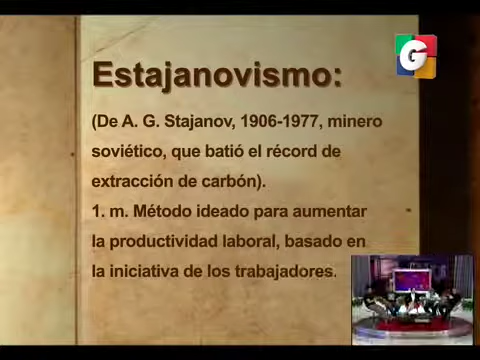 Estajanovismo:
G
(De A. G. Stajanov, 1906-1977, minero
soviético, que batió el récord de
extracción de carbón).
1. m. Método ideado para aumentar
la productividad laboral, basado en
la iniciativa de los trabajadores.